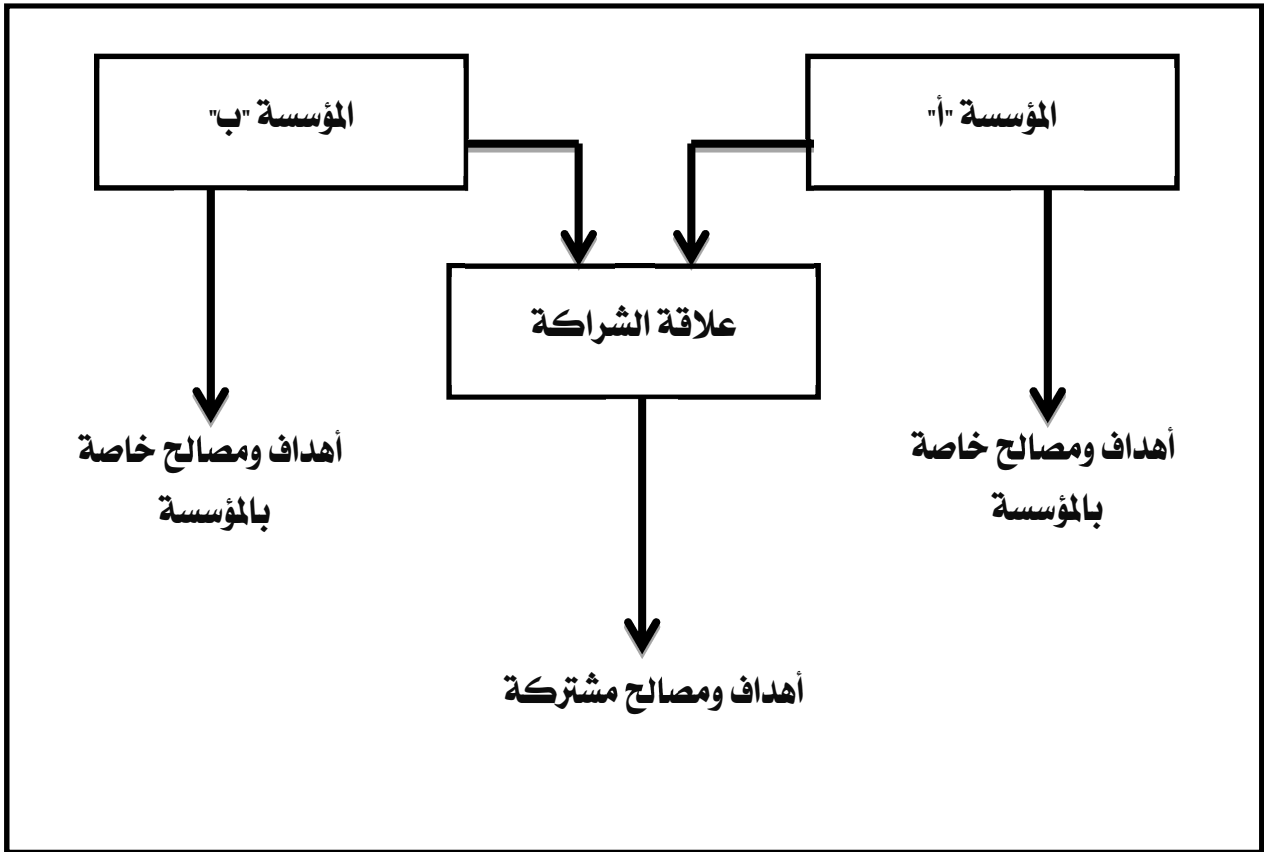 المؤسسة "أ"
المؤسسة "ب"
علاقة الشراكة
أهداف ومصالح خاصة
بالمؤسسة
أهداف ومصالح خاصة
بالمؤسسة
أهداف ومصالح مشتركة